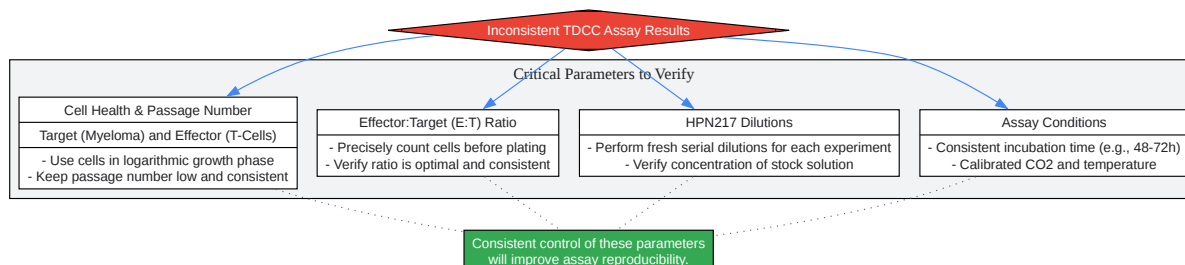 Inconsistent TDCC Assay Results
Critical Parameters to Verify
Cell Health & Passage Number
Target (Myeloma) and Effector (T-Cells)
- Use cells in logarithmic growth phase
- Keep passage number low and consistent
Effector:Target (E:T) Ratio
- Precisely count cells before plating
- Verify ratio is optimal and consistent
HPN217 Dilutions
- Perform fresh serial dilutions for each experiment
- Verify concentration of stock solution
Assay Conditions
- Consistent incubation time (e.g., 48-72h)
- Calibrated CO2 and temperature
Consistent control of these parameters
will improve assay reproducibility.